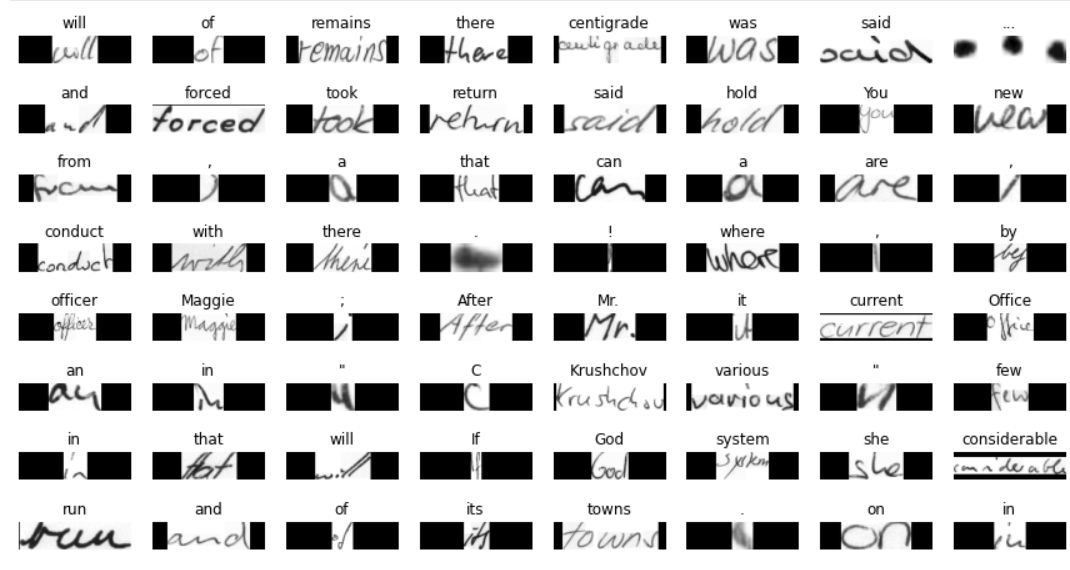 will of remains there centigrade was said ...
will of remains there centigrade was said ...
and forced took return said hold You new
and forced took return said hold you new
from , a that can a are ,
from , a that can a are ,
conduct with there . ! where , by
conduct with there . ! where , by
officer Maggie ; After Mr. it current Office
officer Maggie ; After Mr. it current Office
an in " C Krushchov various " few
an in " C Krushchov various " few
in that will If God system she considerable
in that will If God system she considerable
run and of its towns . on in
run and of its towns . on in